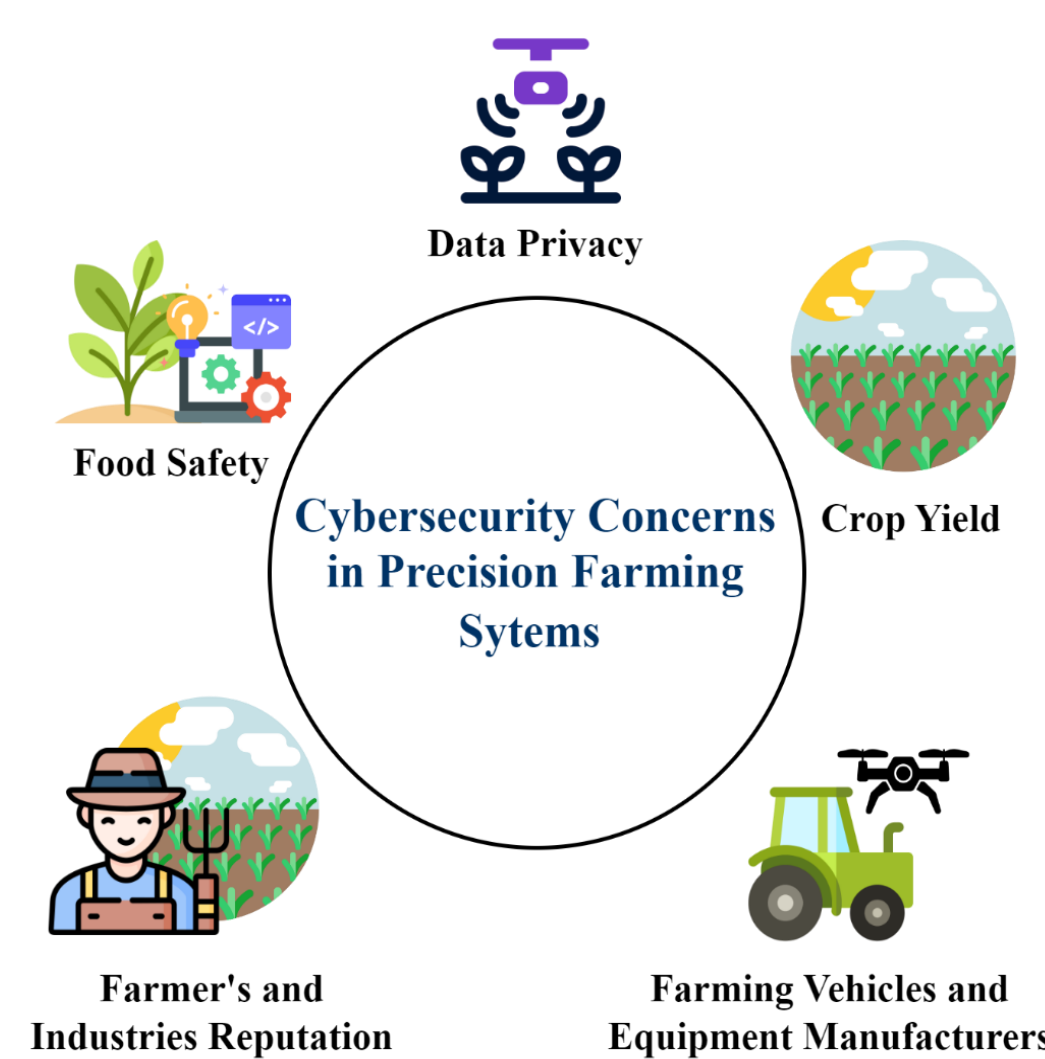 Data Privacy
</>
Food Safety
Crop Yield
Cybersecurity Concerns
in Precision Farming
Sytems
Farmer's and
Industries Reputation
Farming Vehicles and
Equipment Manufacturers